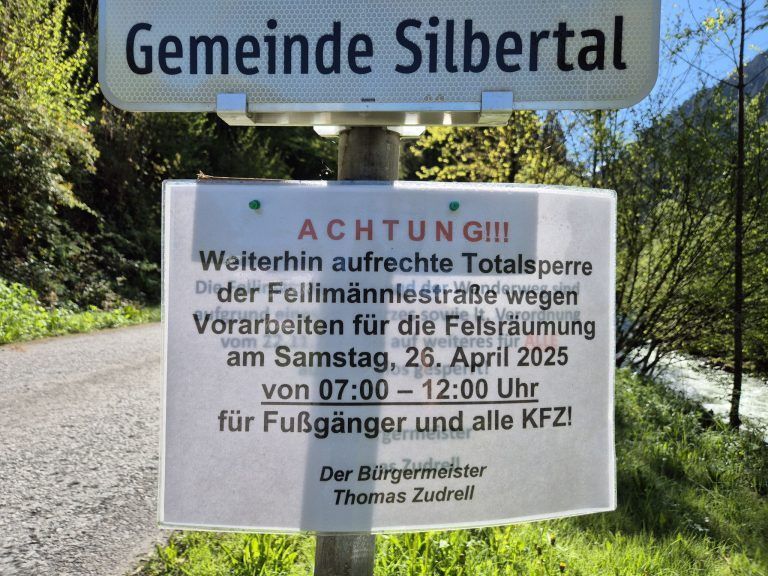 Gemeinde Silbertal
ACHTUNG!!!
Weiterhin aufrechte Totalsperre
der Fellimännlestraße wegen
Vorarbeiten für die Felsräumung
am Samstag, 26. April 2025
von 07:00 – 12:00 Uhr
für Fußgänger und alle KFZ!
Der Bürgermeister
Thomas Zudrell